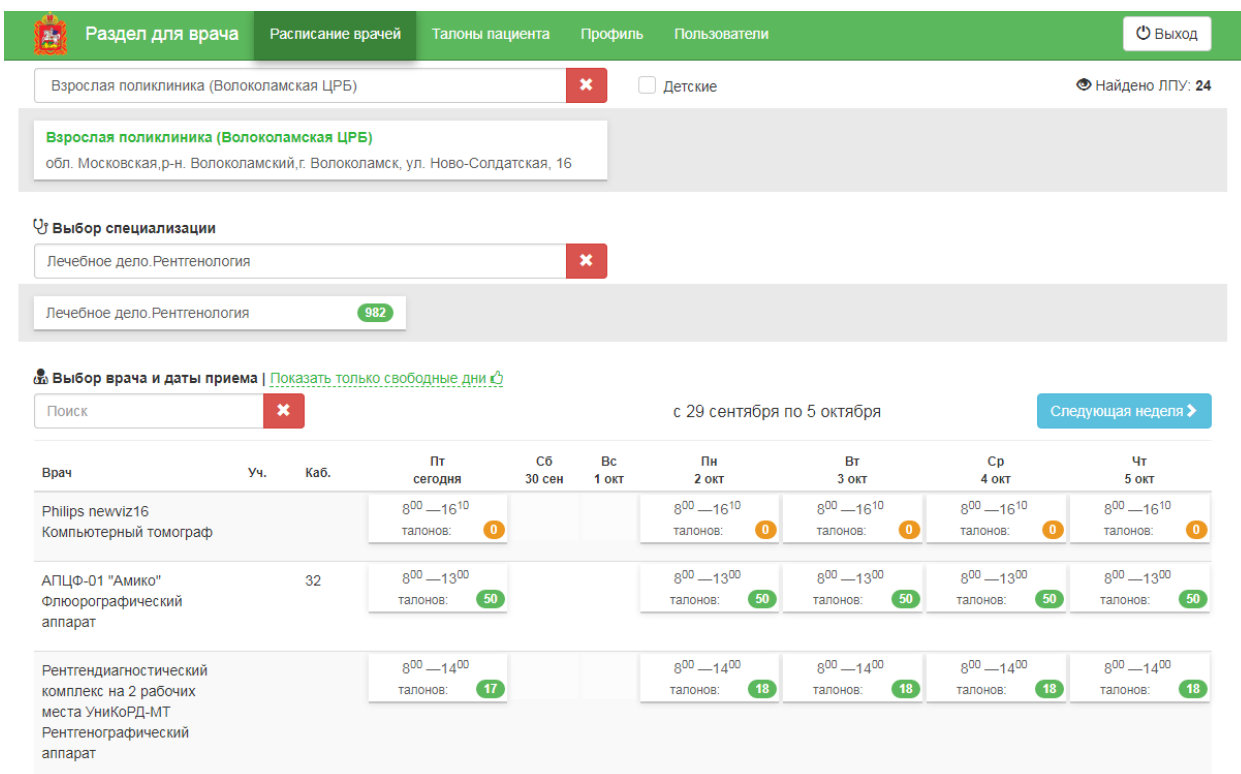 Раздел для врача Расписание врачей Талоны пациента Профиль Пользователи Выход
Взрослая поликлиника (Волоколамская ЦРБ) Детские Найдено ЛПУ: 24
Взрослая поликлиника (Волоколамская ЦРБ)
обл. Московская,р-н. Волоколамский,г. Волоколамск, ул. Ново-Солдатская, 16
Выбор специализации
Лечебное дело.Рентгенология
Лечебное дело.Рентгенология 982
Выбор врача и даты приема | Показать только свободные дни
Поиск с 29 сентября по 5 октября Следующая неделя
Врач Уч. Каб. Пт сегодня Сб 30 сен Вс 1 окт Пн 2 окт Вт 3 окт Ср 4 окт Чт 5 окт
Philips newviz16 8⁰⁰ —16¹⁰ 8⁰⁰ —16¹⁰ 8⁰⁰ —16¹⁰ 8⁰⁰ —16¹⁰ 8⁰⁰ —16¹⁰
Компьютерный томограф талонов: 0 талонов: 0 талонов: 0 талонов: 0 талонов: 0
АПЦФ-01 "Амико" 32 8⁰⁰ —13⁰⁰ 8⁰⁰ —13⁰⁰ 8⁰⁰ —13⁰⁰ 8⁰⁰ —13⁰⁰ 8⁰⁰ —13⁰⁰
Флюорографический талонов: 50 талонов: 50 талонов: 50 талонов: 50 талонов: 50
аппарат
Рентгендиагностический 8⁰⁰ —14⁰⁰ 8⁰⁰ —14⁰⁰ 8⁰⁰ —14⁰⁰ 8⁰⁰ —14⁰⁰ 8⁰⁰ —14⁰⁰
комплекс на 2 рабочих талонов: 17 талонов: 18 талонов: 18 талонов: 18 талонов: 18
места УниКоРД-МТ
Рентгенографический
аппарат